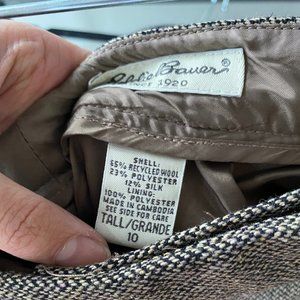 Eddie Bauer®
SINCE 1920
SHELL:
65% RECYCLED WOOL
23% POLYESTER
12% SILK
LINING:
100% POLYESTER
MADE IN CAMBODIA
SEE SIDE FOR CARE
TALL/GRANDE
10